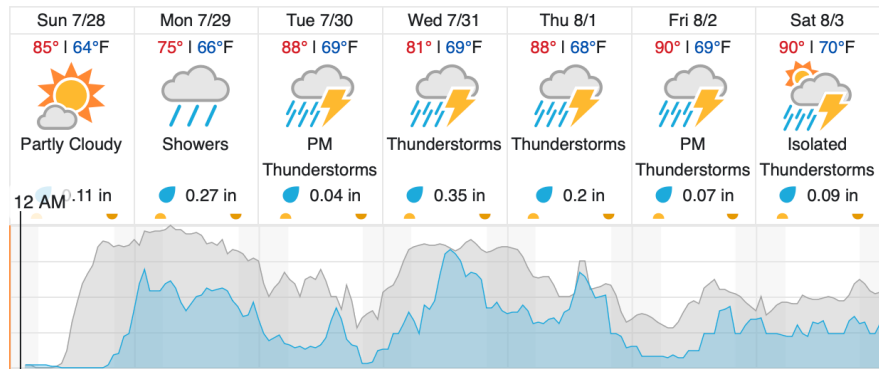 Sun 7/28 Mon 7/29 Tue 7/30 Wed 7/31 Thu 8/1 Fri 8/2 Sat 8/3
85° | 64°F 75° | 66°F 88° | 69°F 81° | 69°F 88° | 68°F 90° | 69°F 90° | 70°F
Partly Cloudy Showers PM Thunderstorms Thunderstorms PM Isolated
Thunderstorms Thunderstorms Thunderstorms
0.11 in 0.27 in 0.04 in 0.35 in 0.2 in 0.07 in 0.09 in
12 AM